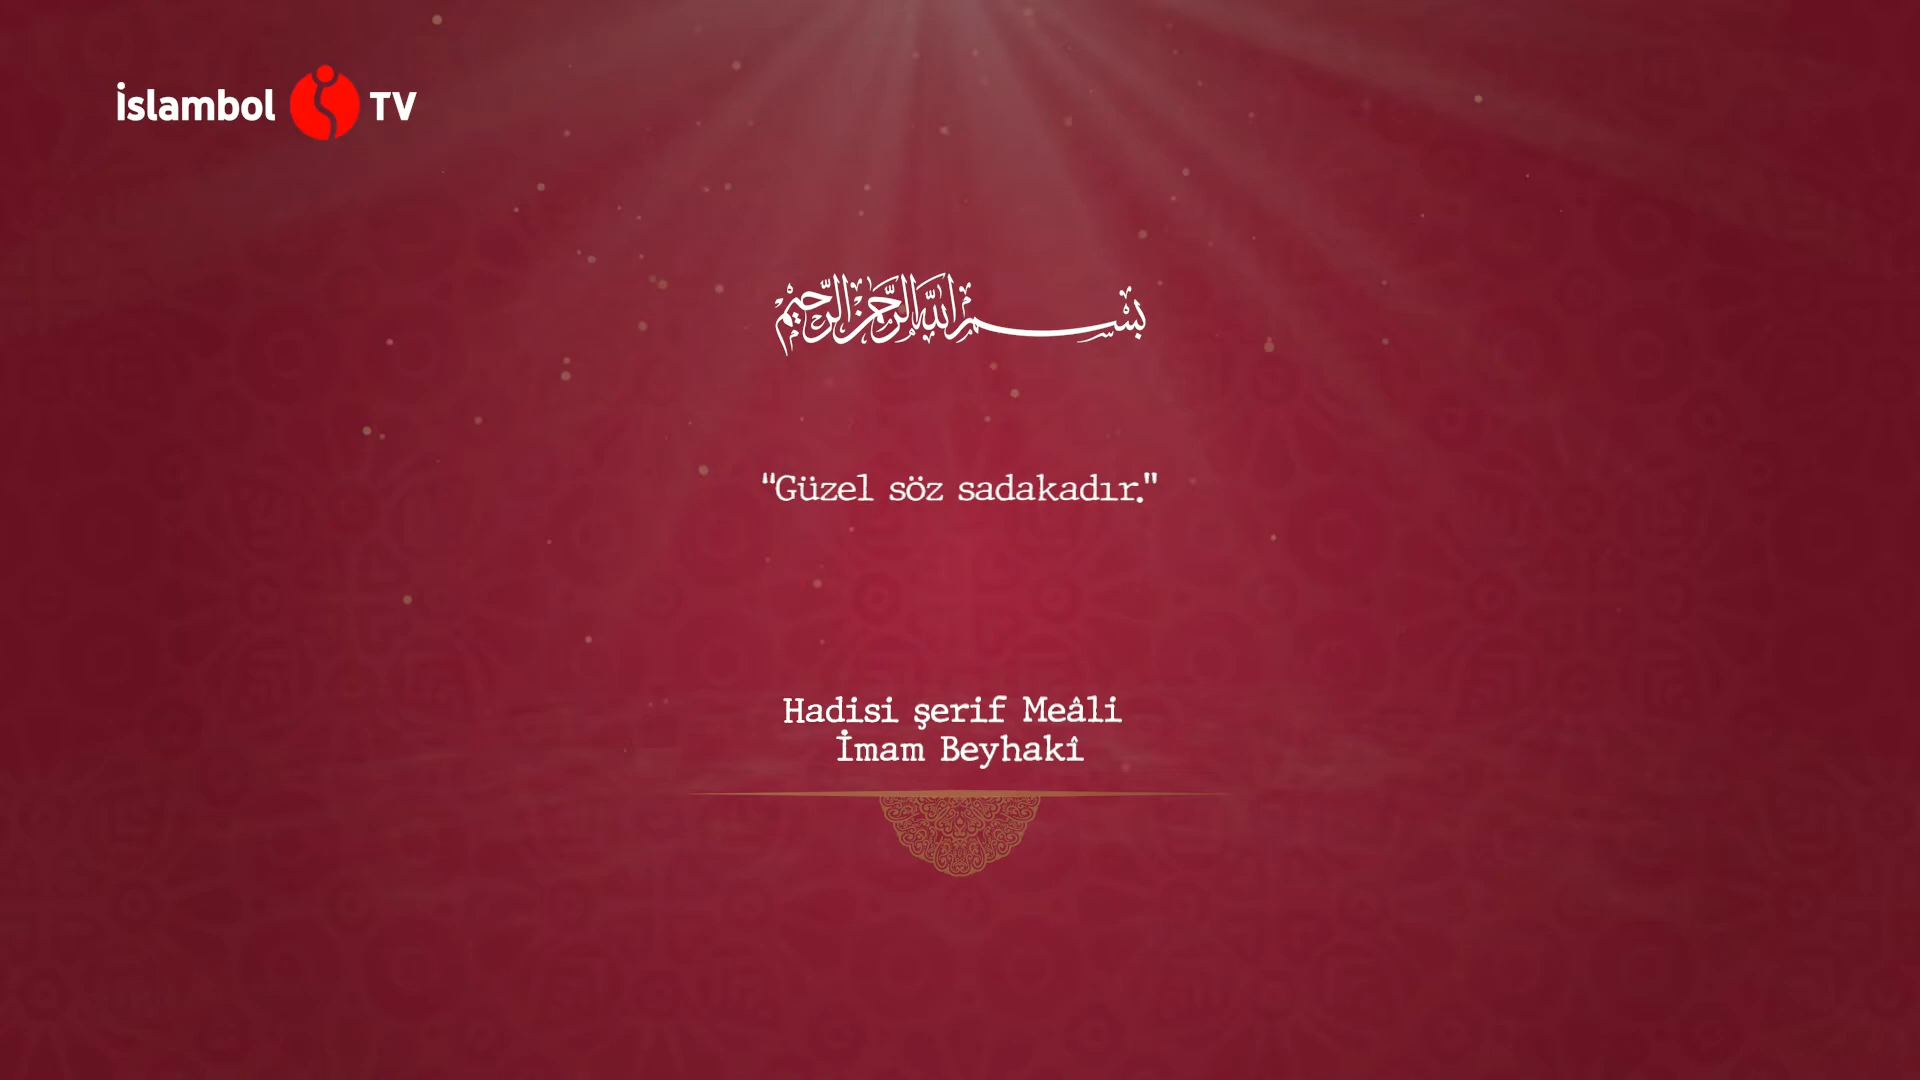 İslambol TV
بسم الله الرحمن الرحيم
"Güzel söz sadakadır."
Hadisi şerif Meâli
İmam Beyhakî